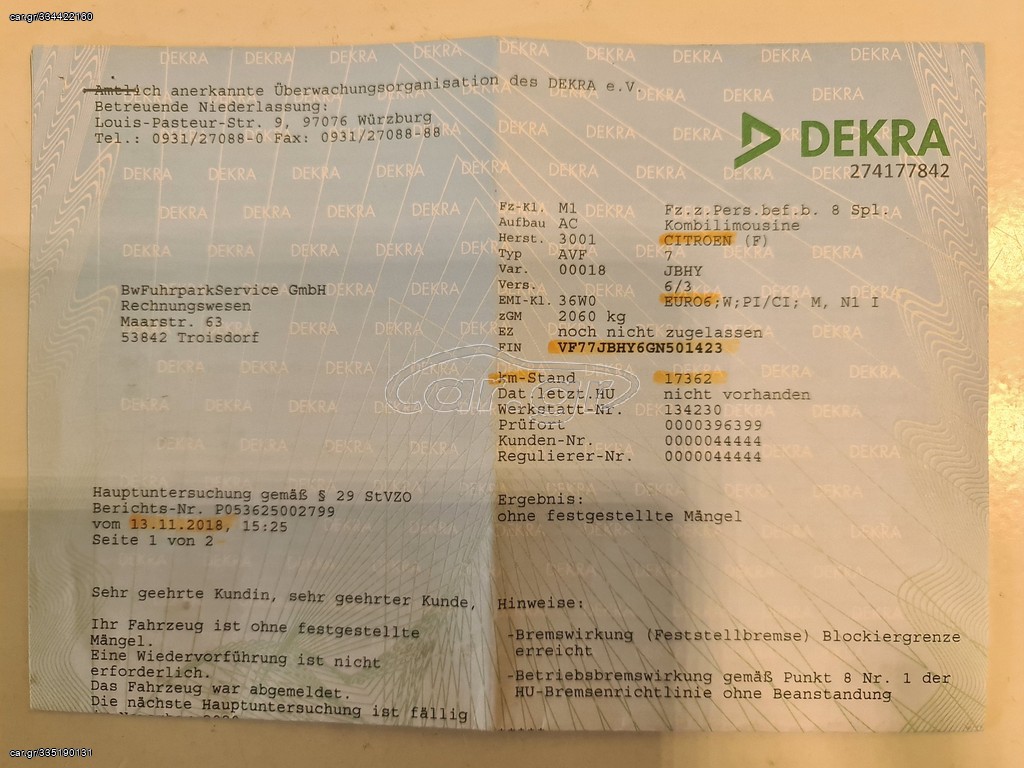 car.gr/334422160
Amtlich anerkannte Überwachungsorganisation des DEKRA e.V.
Betreuende Niederlassung:
Louis-Pasteur-Str. 9, 97076 Würzburg
Tel.: 0931/27088-0 Fax: 0931/27088-88
DEKRA
274177842
Fz-Kl. M1 Fz.z.Pers.bef.b. 8 Spl.
Aufbau AC Kombilimousine
Herst. 3001 CITROEN (F)
Typ AVF 7
Var. 00018 JBHY
Vers. 6/3
EMI-Kl. 36W0 EURO6;W;PI/CI; M, N1 I
zGM 2060 kg
EZ noch nicht zugelassen
FIN VF77JBHY6GN501423
BwFuhrparkService GmbH
Rechnungswesen
Maarstr. 63
53842 Troisdorf
km-Stand 17362
Dat.letzt.HU nicht vorhanden
Werkstatt-Nr. 134230
Prüfort 0000396399
Kunden-Nr. 0000044444
Regulierer-Nr. 0000044444
car.gr
Hauptuntersuchung gemäß § 29 StVZO
Berichts-Nr. P053625002799
vom 13.11.2018, 15:25
Seite 1 von 2
Ergebnis:
ohne festgestellte Mängel
Sehr geehrte Kundin, sehr geehrter Kunde,
Ihr Fahrzeug ist ohne festgestellte
Mängel.
Eine Wiedervorführung ist nicht
erforderlich.
Das Fahrzeug war abgemeldet.
Die nächste Hauptuntersuchung ist fällig
Hinweise:
-Bremswirkung (Feststellbremse) Blockiergrenze
erreicht
-Betriebsbremswirkung gemäß Punkt 8 Nr. 1 der
HU-Bremsenrichtlinie ohne Beanstandung
*****
car.gr/335190131